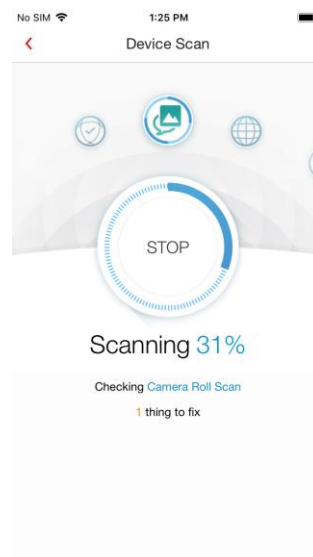 No SIM 1:25 PM
Device Scan
STOP
Scanning 31%
Checking Camera Roll Scan
1 thing to fix